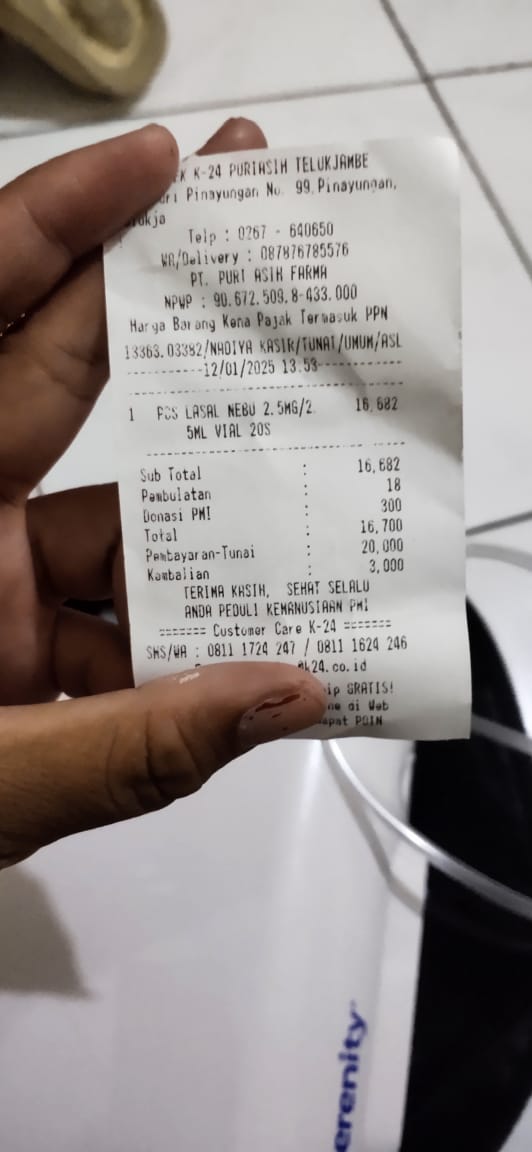 K-24 PURIASIH TELUKJAMBE
Pinayungan No. 99, Pinayungan,
Telp : 0267 - 640650
WA/Delivery : 087876785576
PT. PURI ASIH FARMA
NPWP : 90.672.509.8-433.000
Harga Barang Kena Pajak Termasuk PPN
13363.03382/NADIYA KASIR/TUNAI/UMUM/ASL
-----------12/01/2025 13.53-----------
1 PCS LASAL NEBU 2.5MG/2. 16,682
5ML VIAL 20S
Sub Total : 16,682
Pembulatan : 18
Donasi PMI : 300
Total : 16,700
Pembayaran-Tunai : 20,000
Kembalian : 3,000
TERIMA KASIH, SEHAT SELALU
ANDA PEDULI KEMANUSIAAN PMI
======= Customer Care K-24 =======
SMS/WA : 0811 1724 247 / 0811 1624 246
k24.co.id
GRATIS!
di Web
POIN
erenity